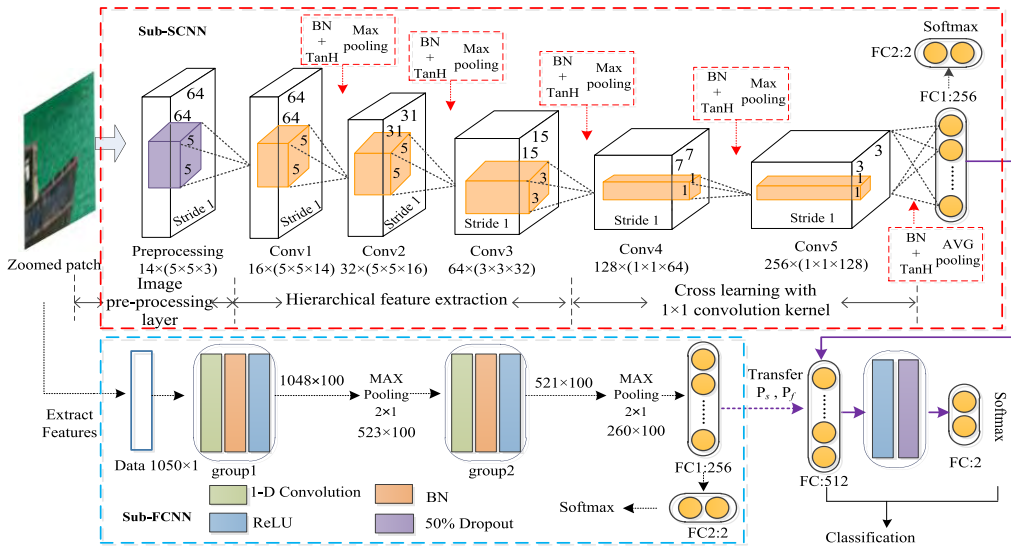 Sub-SCNN
BN
+
TanH
Max
pooling
BN
+
TanH
Max
pooling
BN
+
TanH
Max
pooling
BN
+
TanH
Max
pooling
Softmax
FC2:2
FC1:256
64
64
5
5
Stride 1
64
64
5
5
Stride 1
31
31
5
5
Stride 1
15
15
3
3
Stride 1
7
7
1
1
Stride 1
3
3
1
1
Stride 1
BN
+
TanH
AVG
pooling
Zoomed patch
Preprocessing
14×(5×5×3)
Conv1
16×(5×5×14)
Conv2
32×(5×5×16)
Conv3
64×(3×3×32)
Conv4
128×(1×1×64)
Conv5
256×(1×1×128)
Image
pre-processing
layer
Hierarchical feature extraction
Cross learning with
1×1 convolution kernel
Extract
Features
Data 1050×1
group1
1048×100
MAX
Pooling
2×1
523×100
group2
521×100
MAX
Pooling
2×1
260×100
FC1:256
FC2:2
Softmax
1-D Convolution
BN
ReLU
50% Dropout
Sub-FCNN
Transfer
Ps , Pf
FC:512
FC:2
Softmax
Classification